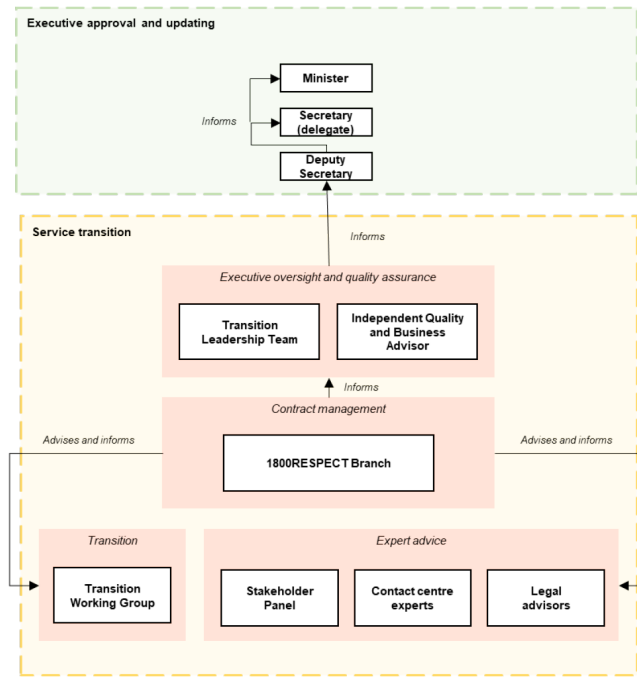 Executive approval and updating
Minister
Informs
Secretary
(delegate)
Deputy
Secretary
Service transition
Informs
Executive oversight and quality assurance
Transition
Leadership Team
Independent Quality
and Business
Advisor
Informs
Contract management
Advises and informs
Advises and informs
1800RESPECT Branch
Transition
Expert advice
Transition
Working Group
Stakeholder
Panel
Contact centre
experts
Legal
advisors